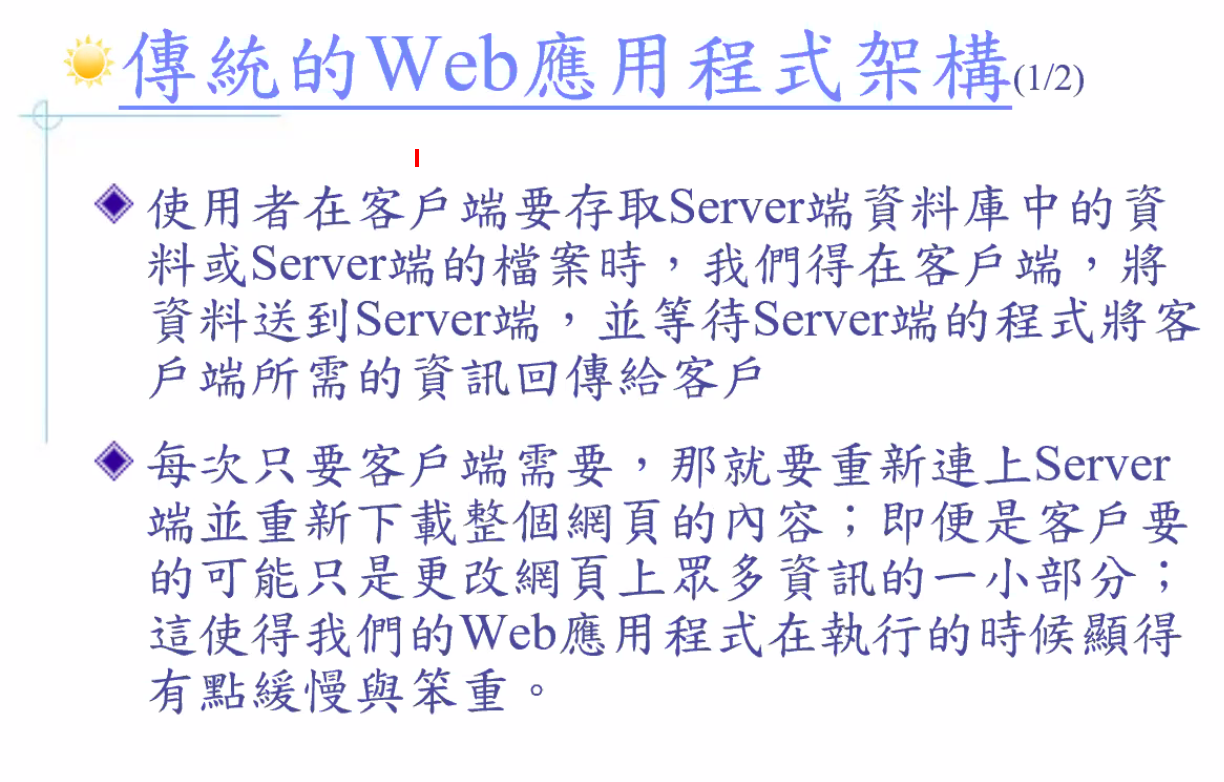 傳統的Web應用程式架構(1/2)
使用者在客戶端要存取Server端資料庫中的資
料或Server端的檔案時，我們得在客戶端，將
資料送到Server端，並等待Server端的程式將客
戶端所需的資訊回傳給客戶
每次只要客戶端需要，那就要重新連上Server
端並重新下載整個網頁的內容；即便是客戶要
的可能只是更改網頁上眾多資訊的一小部分；
這使得我們的Web應用程式在執行的時候顯得
有點緩慢與笨重。